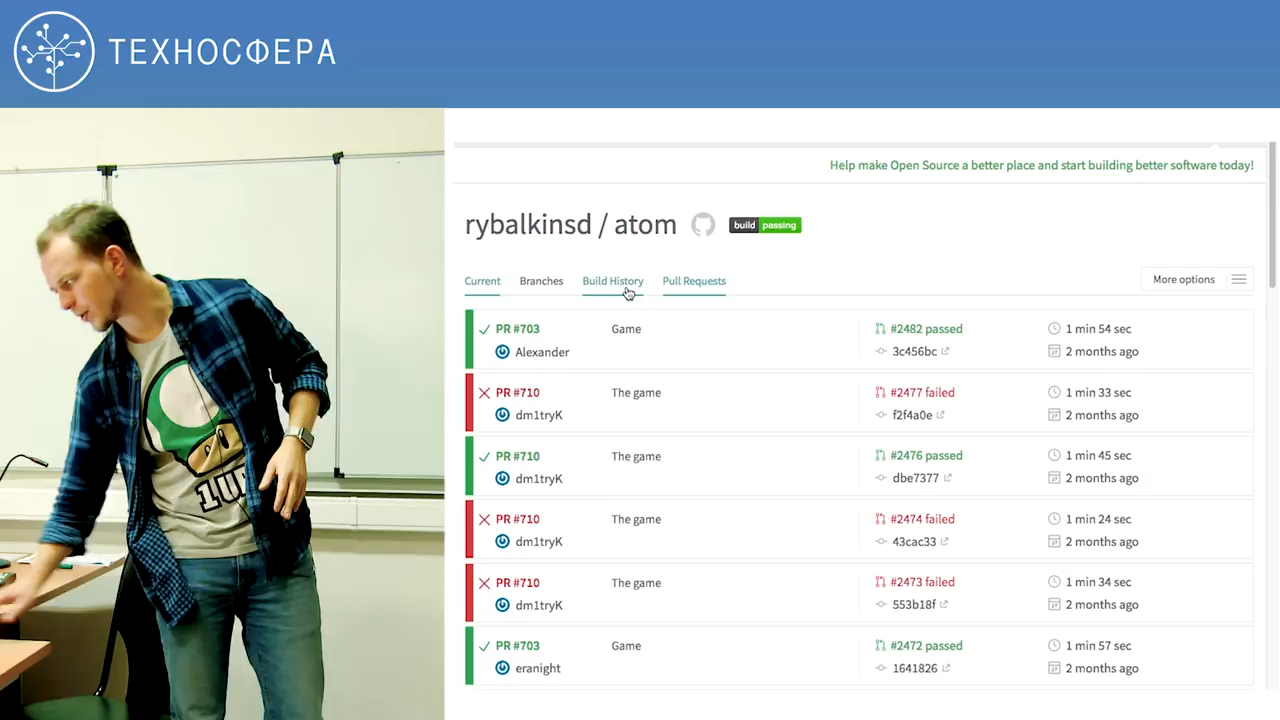 ТЕХНОСФЕРА
Help make Open Source a better place and start building better software today!
rybalkinsd / atom build passing
Current Branches Build History Pull Requests More options
PR #703 Game #2482 passed 1 min 54 sec
Alexander 3c456bc 2 months ago
PR #710 The game #2477 failed 1 min 33 sec
dm1tryK f2f4a0e 2 months ago
PR #710 The game #2476 passed 1 min 45 sec
dm1tryK dbe7377 2 months ago
PR #710 The game #2474 failed 1 min 24 sec
dm1tryK 43cac33 2 months ago
PR #710 The game #2473 failed 1 min 34 sec
dm1tryK 553b18f 2 months ago
PR #703 Game #2472 passed 1 min 57 sec
eranight 1641826 2 months ago